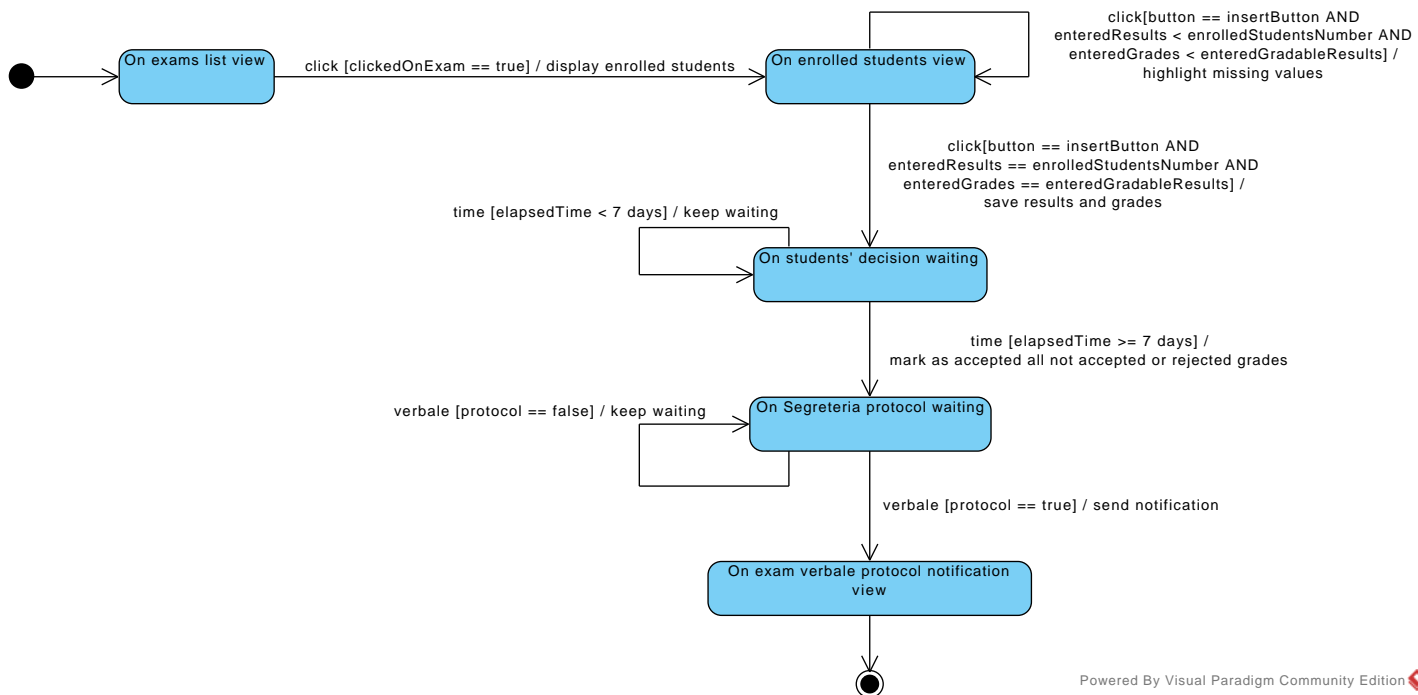 On exams list view
click [clickedOnExam == true] / display enrolled students
On enrolled students view
click[button == insertButton AND
enteredResults < enrolledStudentsNumber AND
enteredGrades < enteredGradableResults] /
highlight missing values
click[button == insertButton AND
enteredResults == enrolledStudentsNumber AND
enteredGrades == enteredGradableResults] /
save results and grades
time [elapsedTime < 7 days] / keep waiting
On students' decision waiting
time [elapsedTime >= 7 days] /
mark as accepted all not accepted or rejected grades
verbale [protocol == false] / keep waiting
On Segreteria protocol waiting
verbale [protocol == true] / send notification
On exam verbale protocol notification
view
Powered By Visual Paradigm Community Edition